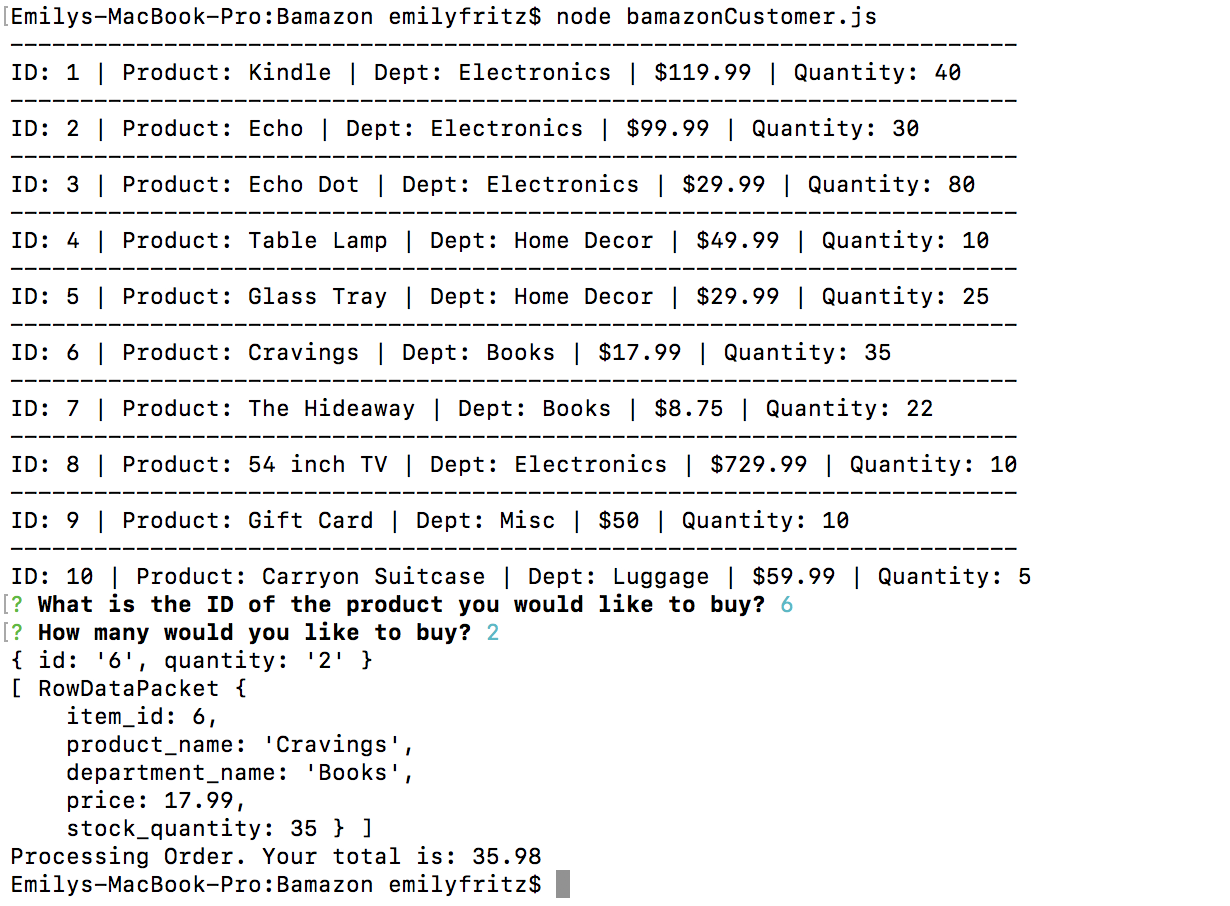 [Emilys-MacBook-Pro:Bamazon emilyfritz$ node bamazonCustomer.js
------------------------------------------------------------------------
ID: 1 | Product: Kindle | Dept: Electronics | $119.99 | Quantity: 40
------------------------------------------------------------------------
ID: 2 | Product: Echo | Dept: Electronics | $99.99 | Quantity: 30
------------------------------------------------------------------------
ID: 3 | Product: Echo Dot | Dept: Electronics | $29.99 | Quantity: 80
------------------------------------------------------------------------
ID: 4 | Product: Table Lamp | Dept: Home Decor | $49.99 | Quantity: 10
------------------------------------------------------------------------
ID: 5 | Product: Glass Tray | Dept: Home Decor | $29.99 | Quantity: 25
------------------------------------------------------------------------
ID: 6 | Product: Cravings | Dept: Books | $17.99 | Quantity: 35
------------------------------------------------------------------------
ID: 7 | Product: The Hideaway | Dept: Books | $8.75 | Quantity: 22
------------------------------------------------------------------------
ID: 8 | Product: 54 inch TV | Dept: Electronics | $729.99 | Quantity: 10
------------------------------------------------------------------------
ID: 9 | Product: Gift Card | Dept: Misc | $50 | Quantity: 10
------------------------------------------------------------------------
ID: 10 | Product: Carryon Suitcase | Dept: Luggage | $59.99 | Quantity: 5
[? What is the ID of the product you would like to buy? 6
[? How many would you like to buy? 2
{ id: '6', quantity: '2' }
[ RowDataPacket {
    item_id: 6,
    product_name: 'Cravings',
    department_name: 'Books',
    price: 17.99,
    stock_quantity: 35 } ]
Processing Order. Your total is: 35.98
Emilys-MacBook-Pro:Bamazon emilyfritz$